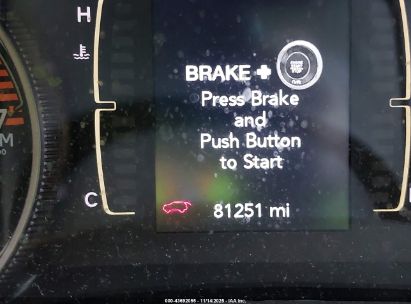 H
BRAKE +
Press Brake
and
Push Button
to Start
C
81251 mi